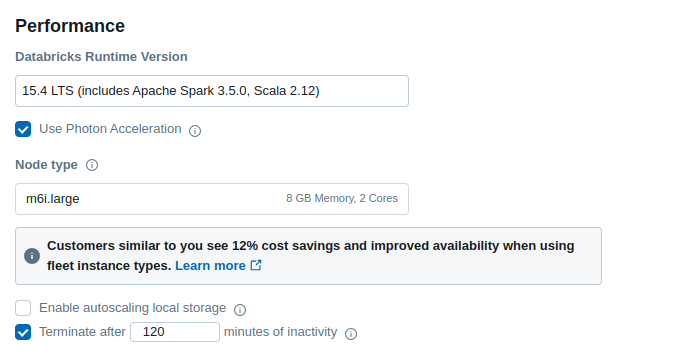 Performance
Databricks Runtime Version
15.4 LTS (includes Apache Spark 3.5.0, Scala 2.12)
Use Photon Acceleration
Node type
m6i.large 8 GB Memory, 2 Cores
Customers similar to you see 12% cost savings and improved availability when using
fleet instance types. Learn more
Enable autoscaling local storage
Terminate after 120 minutes of inactivity